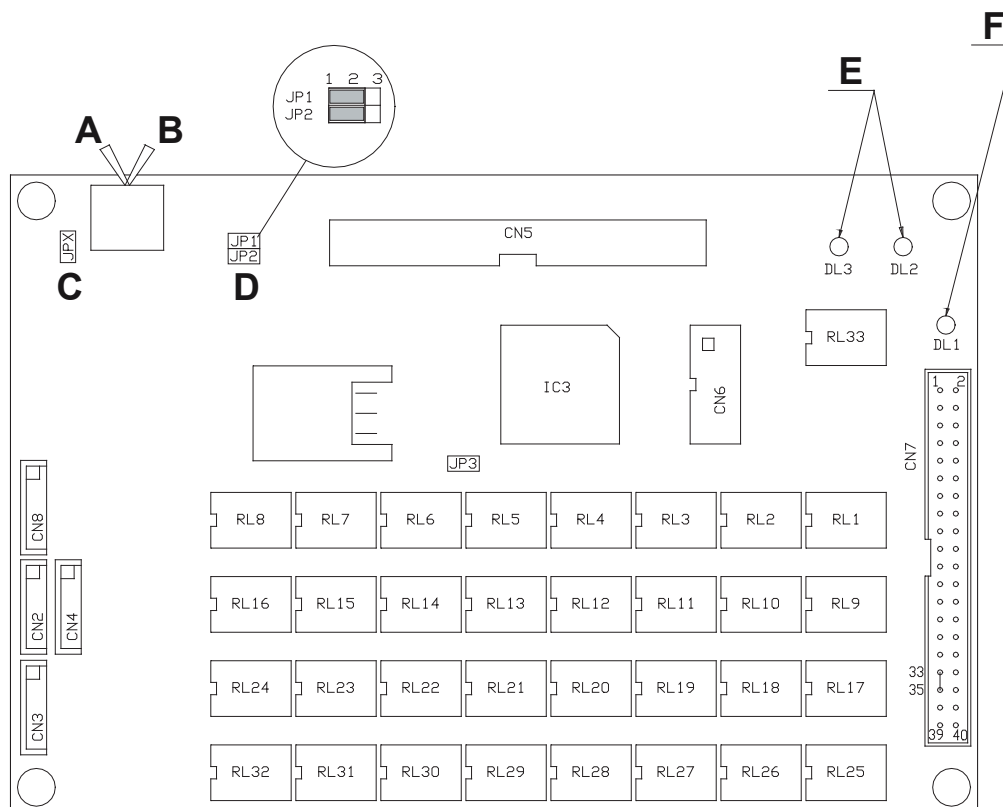 F
E
1 2 3
JP1
JP2
A B
JPX
JP1
JP2
CN5
C
D
DL3 DL2
RL33
DL1
IC3
CN6
1 2
CN7
JP3
CN8
RL8 RL7 RL6 RL5 RL4 RL3 RL2 RL1
CN2
CN4
RL16 RL15 RL14 RL13 RL12 RL11 RL10 RL9
CN3
RL24 RL23 RL22 RL21 RL20 RL19 RL18 RL17
33
35
39 40
RL32 RL31 RL30 RL29 RL28 RL27 RL26 RL25